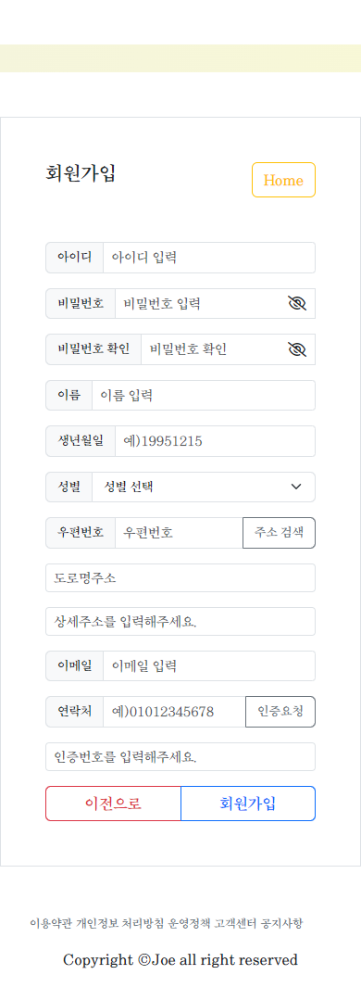 회원가입 Home
아이디 아이디 입력
비밀번호 비밀번호 입력
비밀번호 확인 비밀번호 확인
이름 이름 입력
생년월일 예)19951215
성별 성별 선택
우편번호 우편번호 주소 검색
도로명주소
상세주소를 입력해주세요.
이메일 이메일 입력
연락처 예)01012345678 인증요청
인증번호를 입력해주세요.
이전으로 회원가입
이용약관 개인정보 처리방침 운영정책 고객센터 공지사항
Copyright ©Joe all right reserved